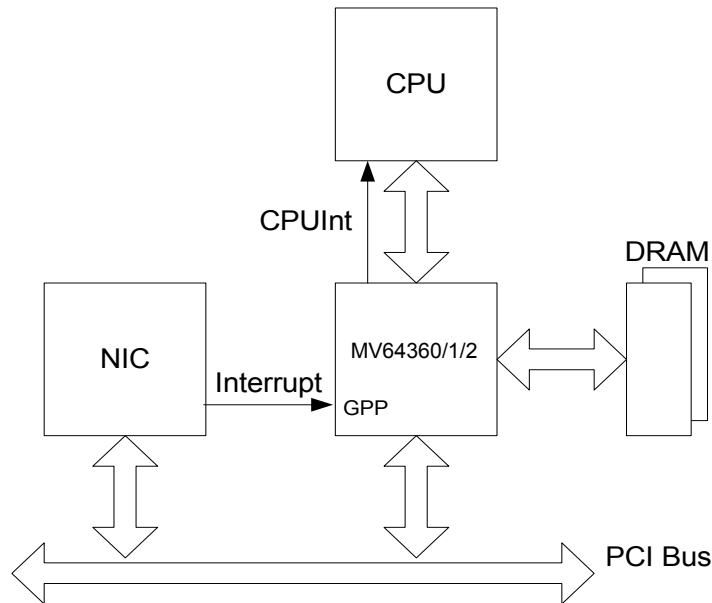 CPU
CPUInt
DRAM
NIC
MV64360/1/2
Interrupt
GPP
PCI Bus